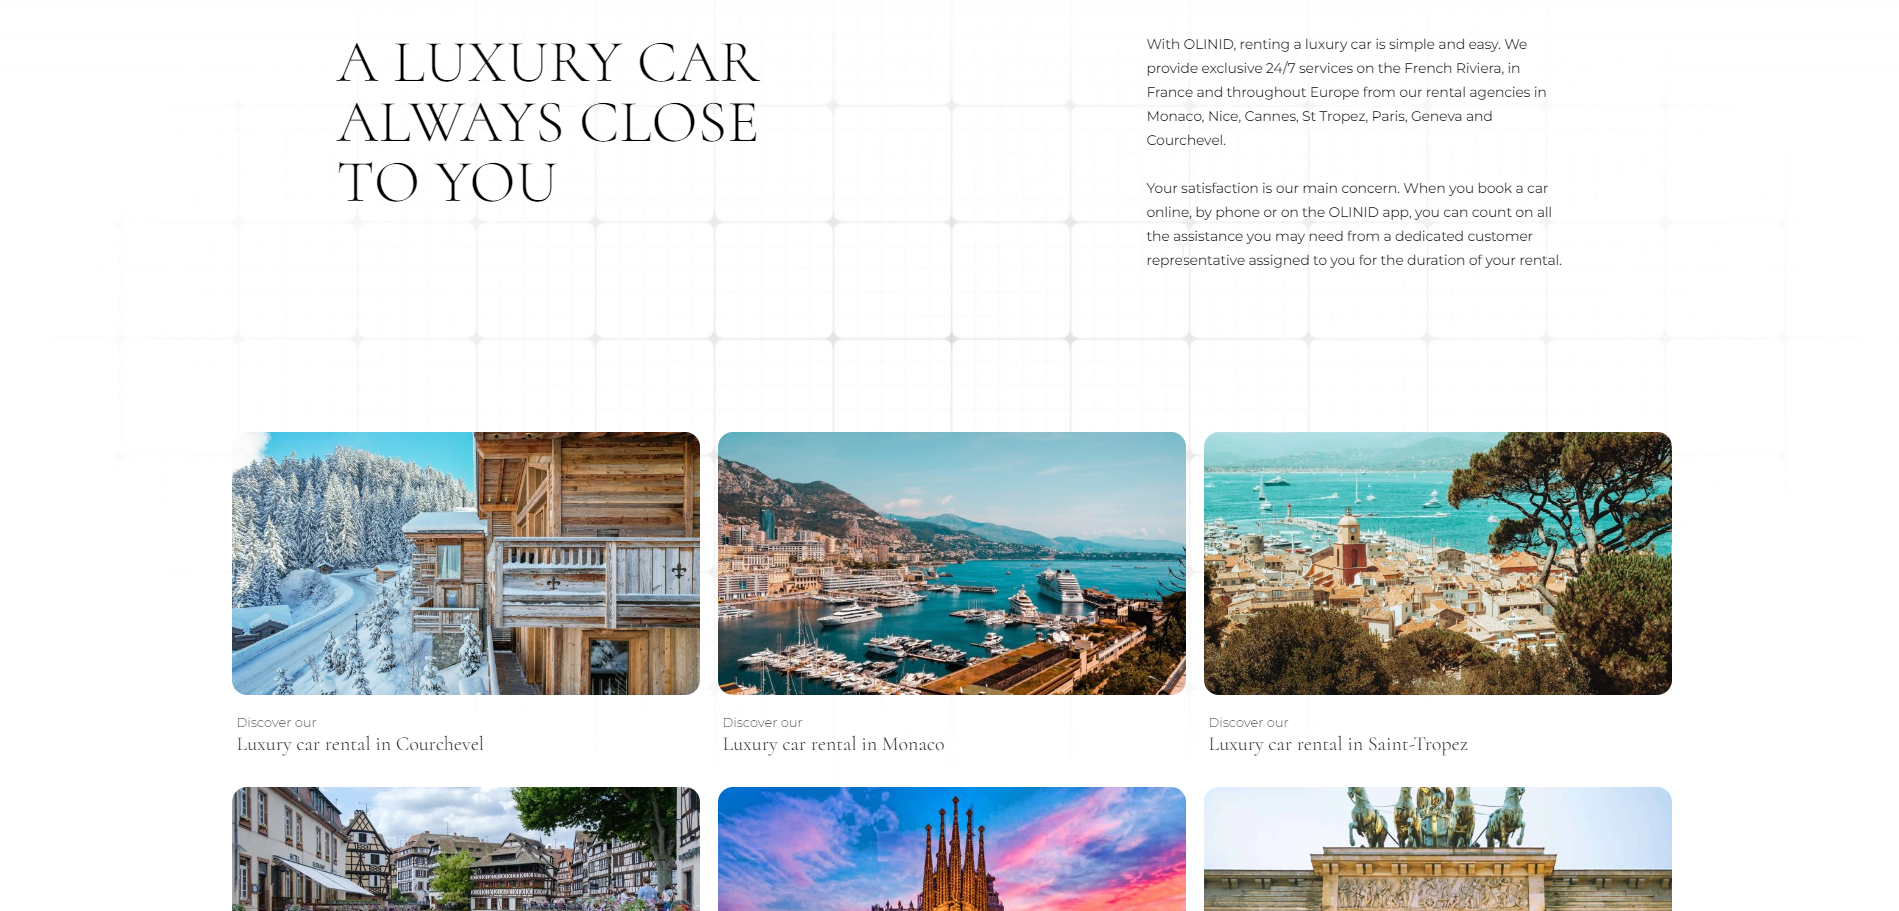 A LUXURY CAR
ALWAYS CLOSE
TO YOU
With OLINID, renting a luxury car is simple and easy. We
provide exclusive 24/7 services on the French Riviera, in
France and throughout Europe from our rental agencies in
Monaco, Nice, Cannes, St Tropez, Paris, Geneva and
Courchevel.
Your satisfaction is our main concern. When you book a car
online, by phone or on the OLINID app, you can count on all
the assistance you may need from a dedicated customer
representative assigned to you for the duration of your rental.
Discover our
Luxury car rental in Courchevel
Discover our
Luxury car rental in Monaco
Discover our
Luxury car rental in Saint-Tropez